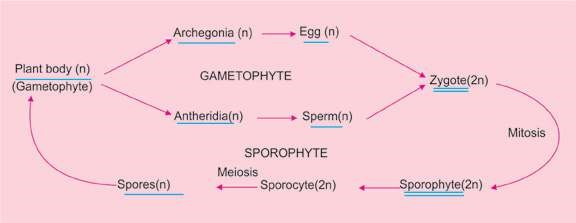 Archegonia (n)
Egg (n)
Plant body (n)
(Gametophyte)
GAMETOPHYTE
Zygote(2n)
Antheridia(n)
Sperm(n)
Mitosis
SPOROPHYTE
Meiosis
Spores(n)
Sporocyte(2n)
Sporophyte(2n)